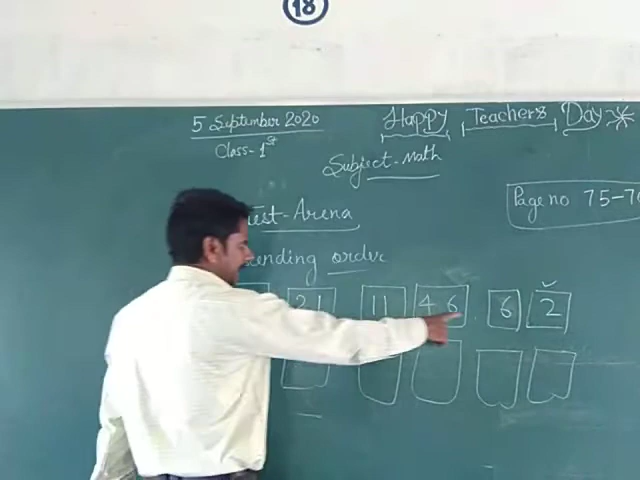 18
5 September 2020
Happy Teachers Day
Class-1st
Subject-Math
Test-Arena
Page no 75-7
ending order
21 11 46 6 2